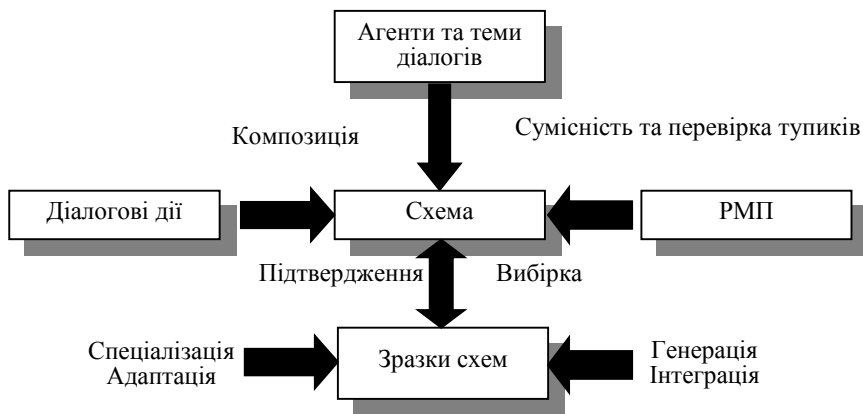 Агенти та теми
діалогів
Композиція
Сумісність та перевірка тупиків
Діалогові дії
Схема
РМП
Підтвердження
Вибірка
Спеціалізація
Адаптація
Зразки схем
Генерація
Інтеграція